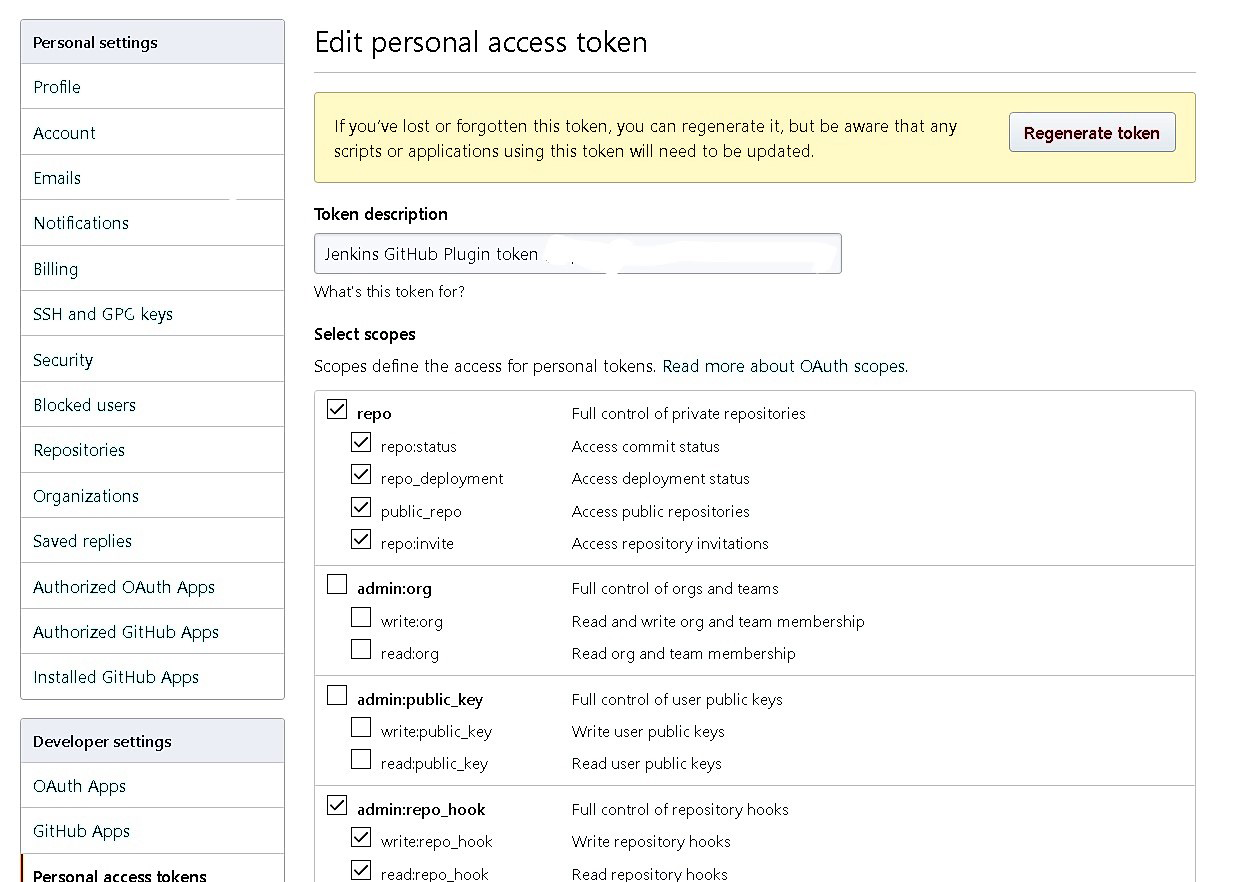 Personal settings
Profile
Account
Emails
Notifications
Billing
SSH and GPG keys
Security
Blocked users
Repositories
Organizations
Saved replies
Authorized OAuth Apps
Authorized GitHub Apps
Installed GitHub Apps
Developer settings
OAuth Apps
GitHub Apps
Personal access tokens
Edit personal access token
If you've lost or forgotten this token, you can regenerate it, but be aware that any
scripts or applications using this token will need to be updated.
Regenerate token
Token description
Jenkins GitHub Plugin token
What's this token for?
Select scopes
Scopes define the access for personal tokens. Read more about OAuth scopes.
repo Full control of private repositories
repo:status Access commit status
repo_deployment Access deployment status
public_repo Access public repositories
repo:invite Access repository invitations
admin:org Full control of orgs and teams
write:org Read and write org and team membership
read:org Read org and team membership
admin:public_key Full control of user public keys
write:public_key Write user public keys
read:public_key Read user public keys
admin:repo_hook Full control of repository hooks
write:repo_hook Write repository hooks
read:repo_hook Read repository hooks